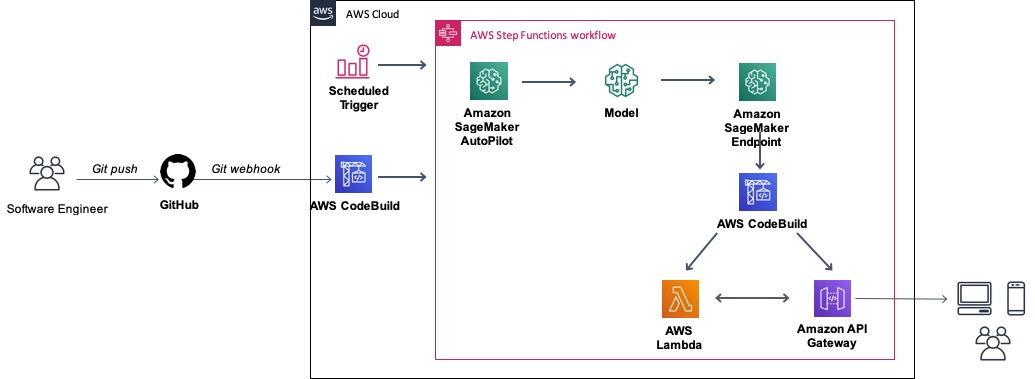 aws
AWS Cloud
AWS Step Functions workflow
Scheduled
Trigger
Amazon
SageMaker
AutoPilot
Model
Amazon
SageMaker
Endpoint
Git push
Git webhook
Software Engineer
GitHub
AWS CodeBuild
AWS CodeBuild
AWS
Lambda
Amazon API
Gateway